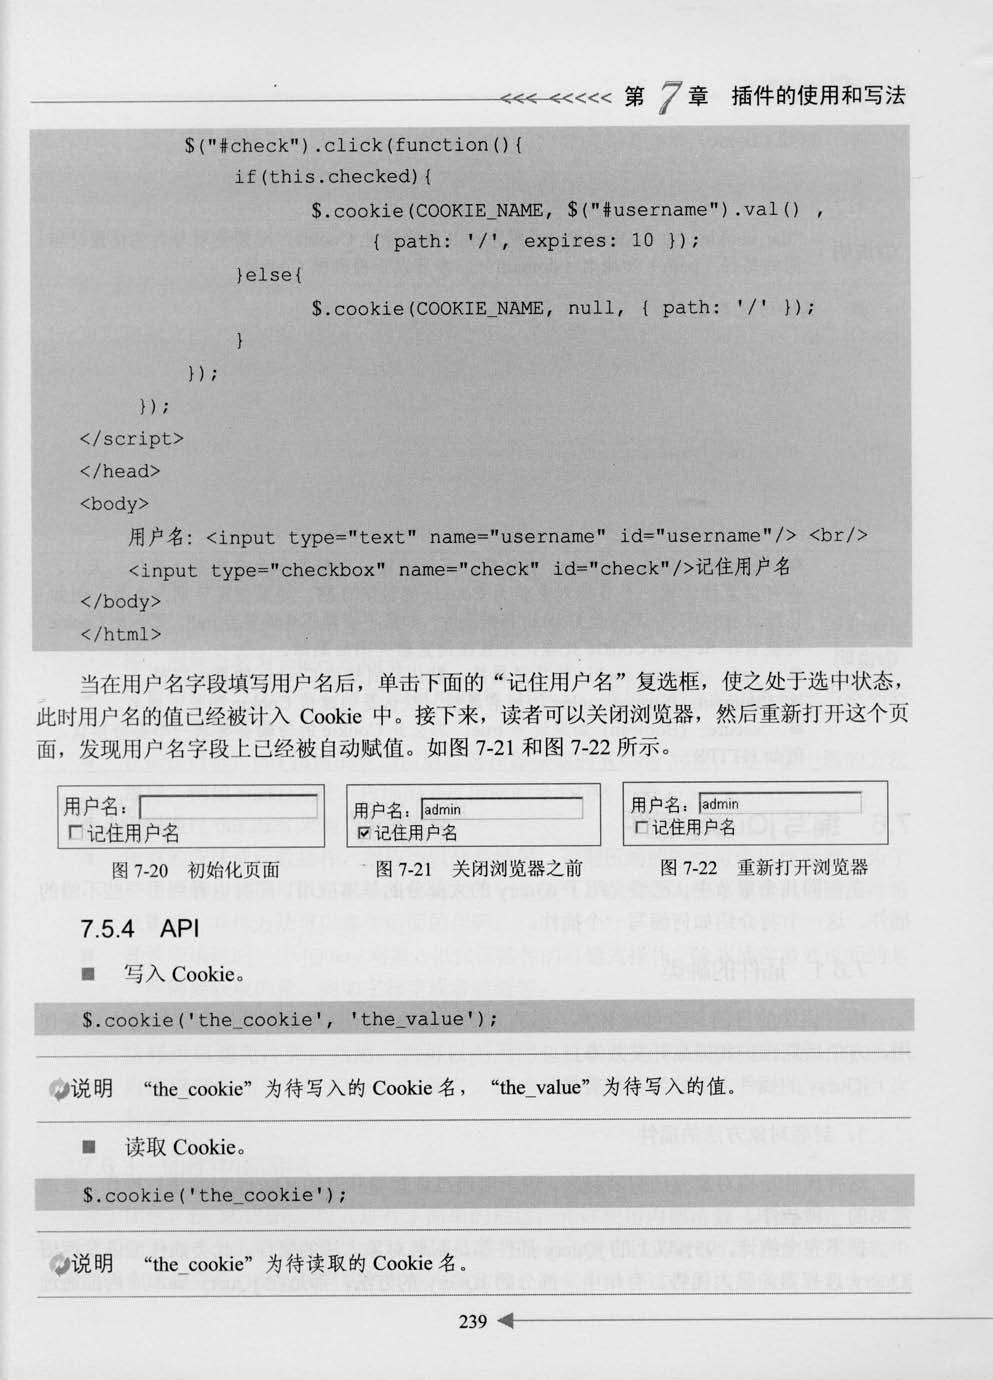 第 7 章 插件的使用和写法
$("#check").click(function(){
if(this.checked){
$.cookie(COOKIE_NAME, $("#username").val() ,
{ path: '/', expires: 10 });
}else{
$.cookie(COOKIE_NAME, null, { path: '/' });
}
});
});
</script>
</head>
<body>
用户名: <input type="text" name="username" id="username"/> <br/>
<input type="checkbox" name="check" id="check"/>记住用户名
</body>
</html>
当在用户名字段填写用户名后，单击下面的“记住用户名”复选框，使之处于选中状态，
此时用户名的值已经被计入 Cookie 中。接下来，读者可以关闭浏览器，然后重新打开这个页
面，发现用户名字段上已经被自动赋值。如图 7-21 和图 7-22 所示。
用户名：
记住用户名
用户名： admin
记住用户名
用户名： admin
记住用户名
图 7-20 初始化页面
图 7-21 关闭浏览器之前
图 7-22 重新打开浏览器
7.5.4 API
■ 写入 Cookie。
$.cookie('the_cookie', 'the_value');
说明 “the_cookie”为待写入的 Cookie 名，“the_value”为待写入的值。
■ 读取 Cookie。
$.cookie('the_cookie');
说明 “the_cookie”为待读取的 Cookie 名。
239